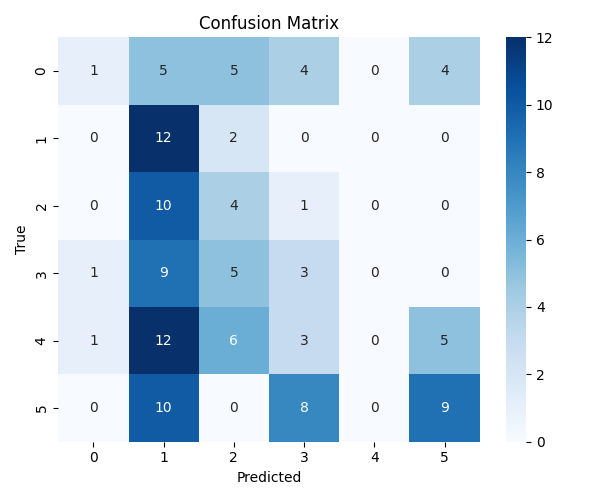 Confusion Matrix
0 1 5 5 4 0 4
1 0 12 2 0 0 0
2 0 10 4 1 0 0
3 1 9 5 3 0 0
4 1 12 6 3 0 5
5 0 10 0 8 0 9
0 1 2 3 4 5
Predicted
True
12
10
8
6
4
2
0